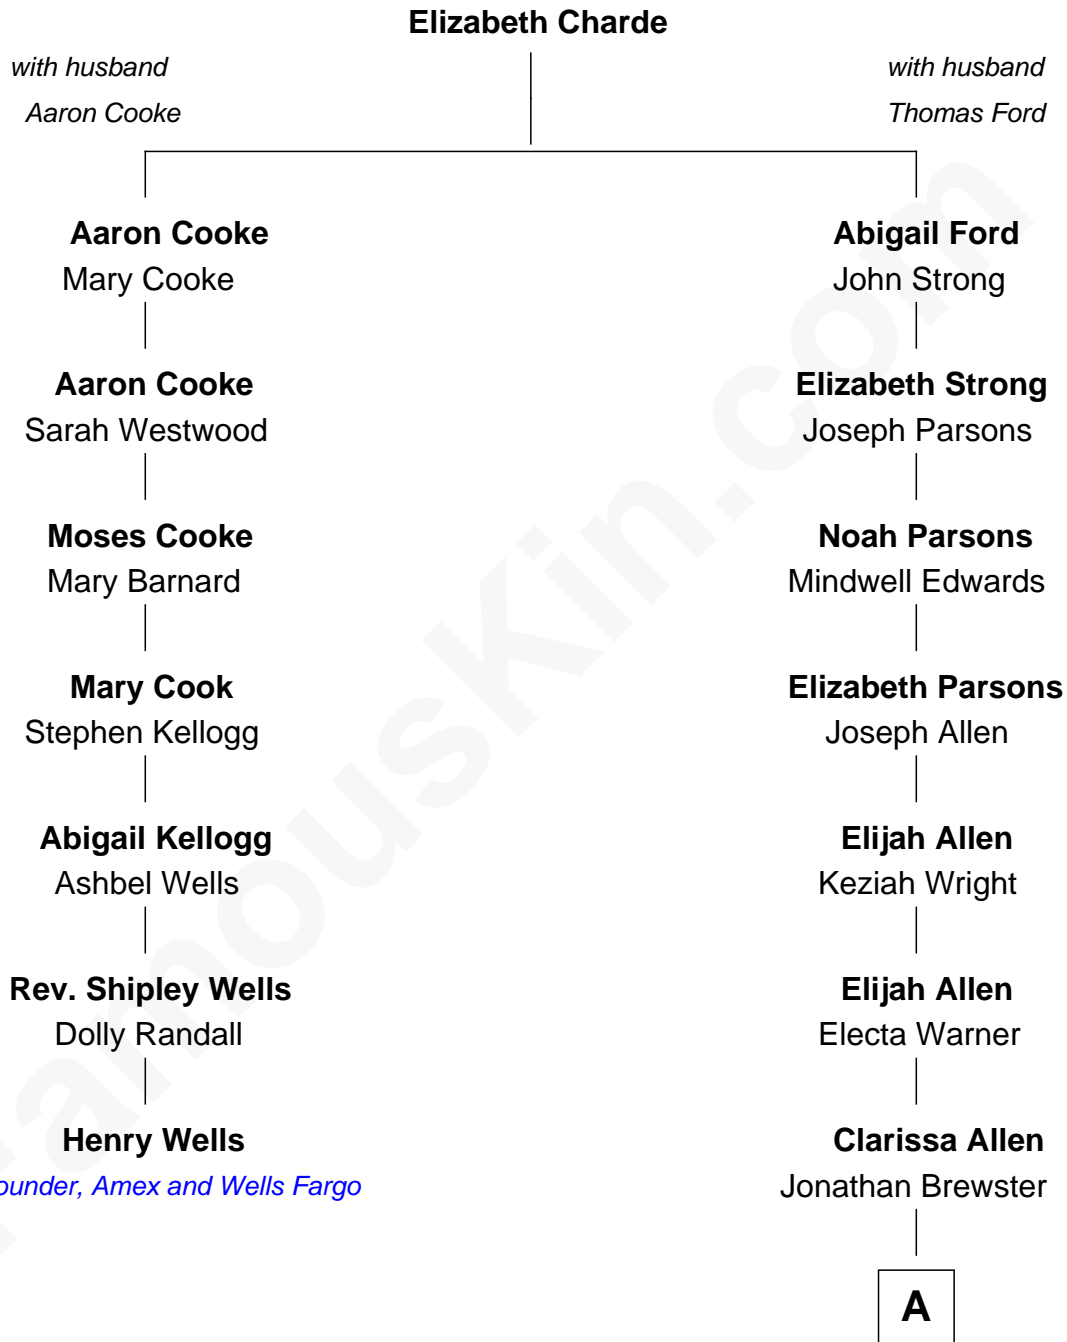 Elizabeth Charde
with husband
Aaron Cooke
with husband
Thomas Ford
Aaron Cooke
Mary Cooke
Abigail Ford
John Strong
Aaron Cooke
Sarah Westwood
Elizabeth Strong
Joseph Parsons
Moses Cooke
Mary Barnard
Noah Parsons
Mindwell Edwards
Mary Cook
Stephen Kellogg
Elizabeth Parsons
Joseph Allen
Abigail Kellogg
Ashbel Wells
Elijah Allen
Keziah Wright
Rev. Shipley Wells
Dolly Randall
Elijah Allen
Electa Warner
Henry Wells
ounder, Amex and Wells Fargo
Clarissa Allen
Jonathan Brewster
A
FamousKin.com